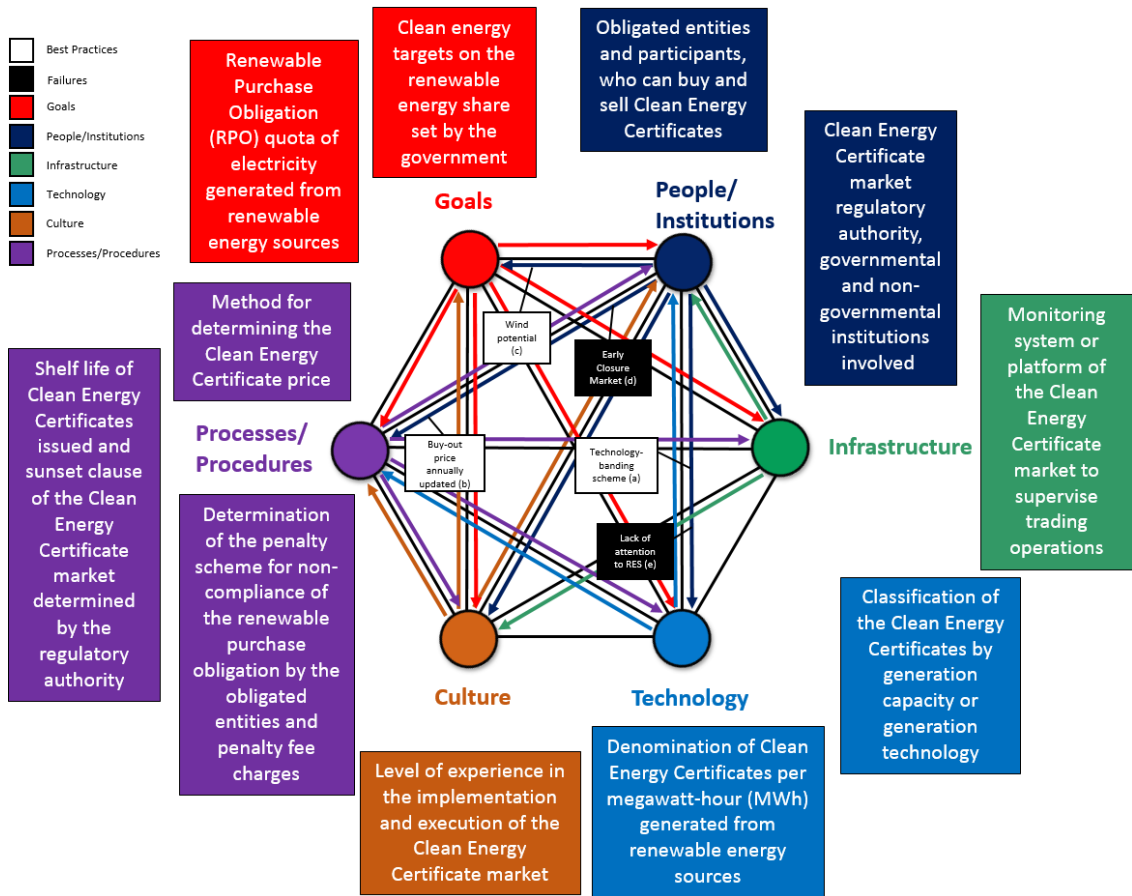 Best Practices
Failures
Goals
People/Institutions
Infrastructure
Technology
Culture
Processes/Procedures
Renewable
Purchase
Obligation
(RPO) quota of
electricity
generated from
renewable
energy sources
Clean energy
targets on the
renewable
energy share
set by the
government
Obligated entities
and participants,
who can buy and
sell Clean Energy
Certificates
Clean Energy
Certificate
market
regulatory
authority,
governmental
and non-
governmental
institutions
involved
Goals
People/
Institutions
Method for
determining the
Clean Energy
Certificate price
Wind
potential
(c)
Early
Closure
Market (d)
Monitoring
system or
platform of
the Clean
Energy
Certificate
market to
supervise
trading
operations
Shelf life of
Clean Energy
Certificates
issued and
sunset clause
of the Clean
Energy
Certificate
market
determined
by the
regulatory
authority
Processes/
Procedures
Buy-out
price
annually
updated (b)
Technology-
banding
scheme (a)
Infrastructure
Determination
of the penalty
scheme for non-
compliance of
the renewable
purchase
obligation by the
obligated
entities and
penalty fee
charges
Lack of
attention
to RES (e)
Classification of
the Clean Energy
Certificates by
generation
capacity or
generation
technology
Culture
Technology
Level of experience in
the implementation
and execution of the
Clean Energy
Certificate market
Denomination of Clean
Energy Certificates per
megawatt-hour (MWh)
generated from
renewable energy
sources